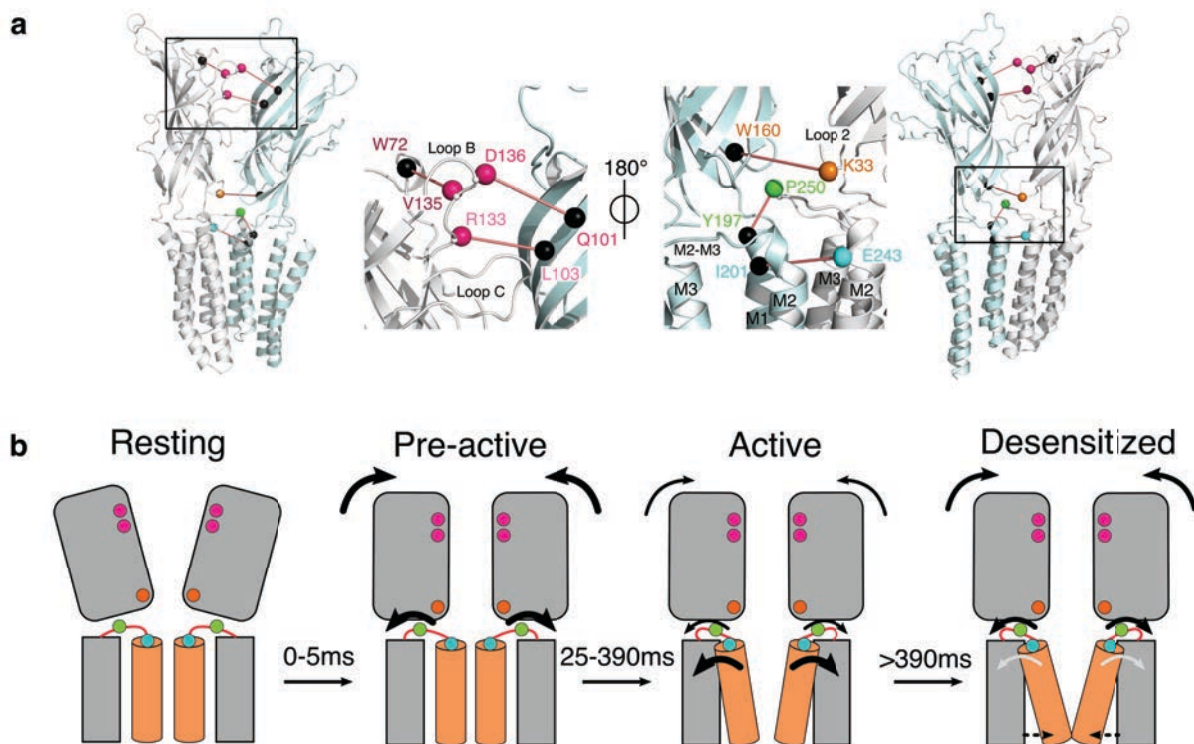 a
W72
Loop B
D136
V135
R133
Q101
L103
Loop C
180°
W160
Loop 2
K33
P250
Y197
M2-M3
I201
E243
M3
M2
M3
M2
M1
b
Resting
Pre-active
Active
Desensitized
0-5ms
25-390ms
>390ms